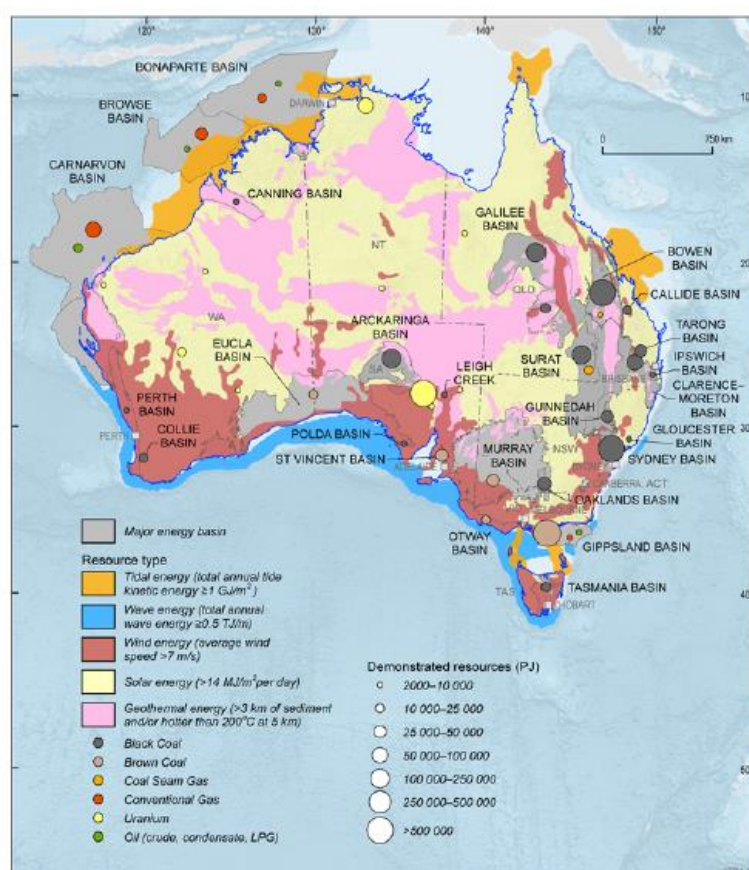 120°
130°
140°
150°
BONAPARTE BASIN
10°
DARWIN
BROWSE
BASIN
0
750 km
CARNARVON
BASIN
CANNING BASIN
GALILEE
BASIN
NT
BOWEN
BASIN
20°
QLD
CALLIDE BASIN
WA
ARCKARINGA
BASIN
TARONG
BASIN
EUCLA
BASIN
SURAT
BASIN
IPSWICH
BASIN
SA
LEIGH
CREEK
BRISBANE
CLARENCE-
MORETON
BASIN
PERTH
BASIN
GUNNEDAH
BASIN
GLOUCESTER
BASIN
PERTH
COLLIE
BASIN
POLDA BASIN
MURRAY
BASIN
NSW
SYDNEY BASIN
ST VINCENT BASIN
ADELAIDE
CANBERRA, ACT
OAKLANDS BASIN
Major energy basin
OTWAY
BASIN
GIPPSLAND BASIN
Resource type
Tidal energy (total annual tide
kinetic energy ≥1 GJ/m²)
TASMANIA BASIN
TAS
HOBART
40°
Wave energy (total annual
wave energy ≥0.5 TJ/m)
Wind energy (average wind
speed >7 m/s)
Solar energy (>14 MJ/m²per day)
Geothermal energy (>3 km of sediment
and/or hotter than 200°C at 5 km)
Black Coal
Brown Coal
Coal Seam Gas
Conventional Gas
Uranium
Oil (crude, condensate, LPG)
Demonstrated resources (PJ)
2000–10 000
10 000–25 000
25 000–50 000
50 000–100 000
100 000–250 000
250 000–500 000
>500 000